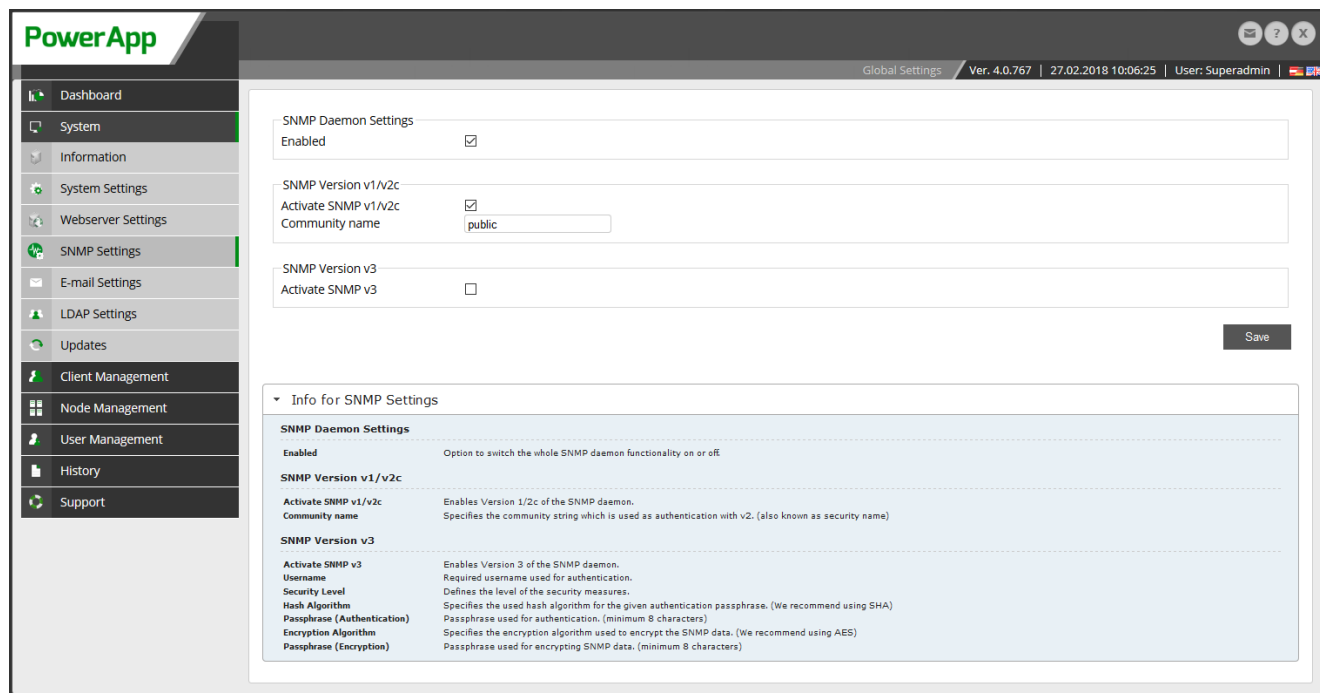 PowerApp
?
X
Global Settings
Ver. 4.0.767 | 27.02.2018 10:06:25 | User: Superadmin |
Dashboard
System
Information
System Settings
Webserver Settings
SNMP Settings
E-mail Settings
LDAP Settings
Updates
Client Management
Node Management
User Management
History
Support
SNMP Daemon Settings
Enabled
SNMP Version v1/v2c
Activate SNMP v1/v2c
Community name public
SNMP Version v3
Activate SNMP v3
Save
Info for SNMP Settings
SNMP Daemon Settings
Enabled Option to switch the whole SNMP daemon functionality on or off.
SNMP Version v1/v2c
Activate SNMP v1/v2c Enables Version 1/2c of the SNMP daemon.
Community name Specifies the community string which is used as authentication with v2. (also known as security name)
SNMP Version v3
Activate SNMP v3 Enables Version 3 of the SNMP daemon.
Username Required username used for authentication.
Security Level Defines the level of the security measures.
Hash Algorithm Specifies the used hash algorithm for the given authentication passphrase. (We recommend using SHA)
Passphrase (Authentication) Passphrase used for authentication. (minimum 8 characters)
Encryption Algorithm Specifies the encryption algorithm used to encrypt the SNMP data. (We recommend using AES)
Passphrase (Encryption) Passphrase used for encrypting SNMP data. (minimum 8 characters)